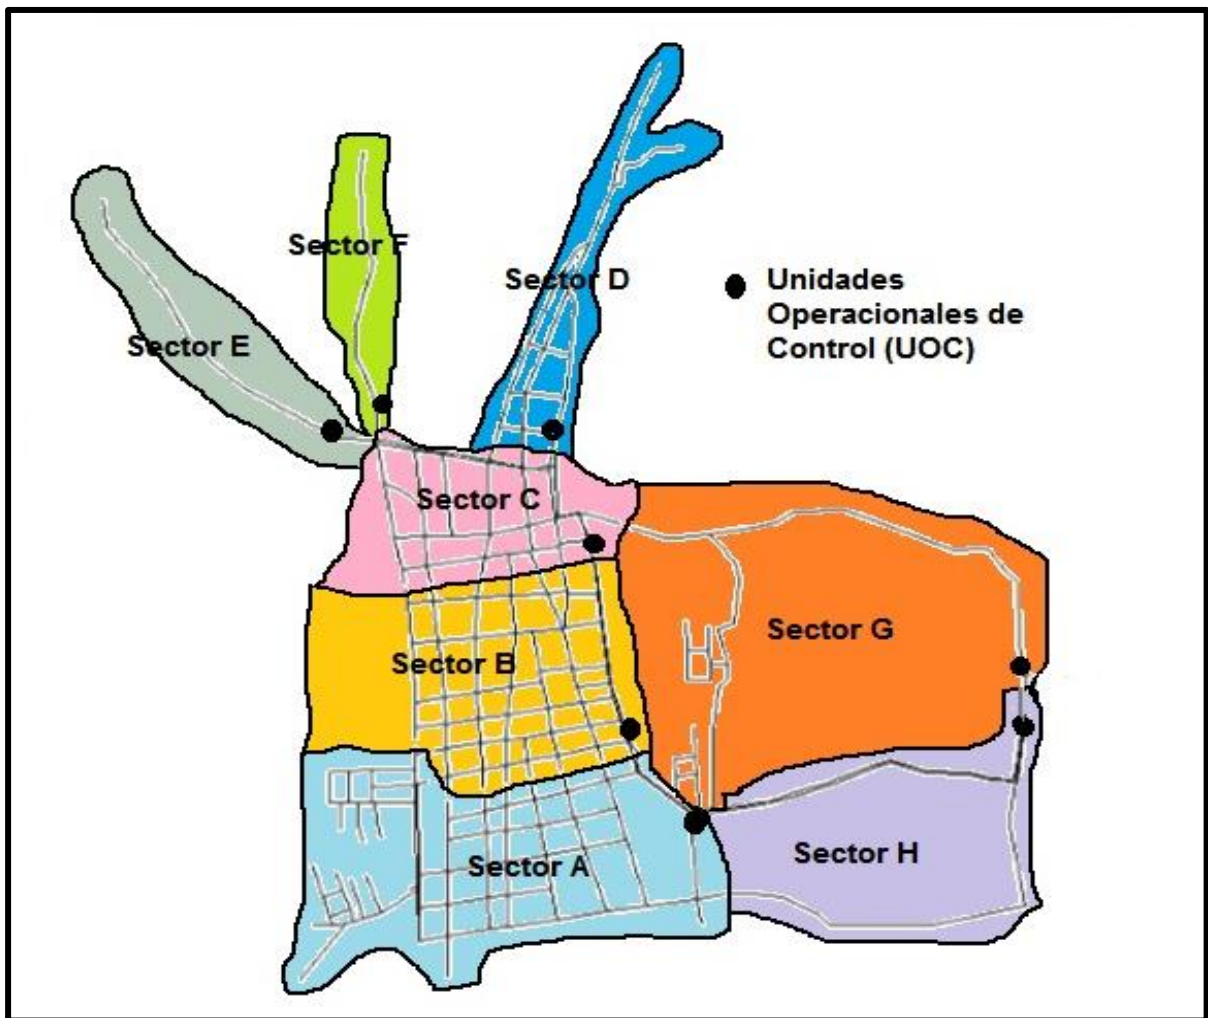 Sector F
Sector D
Unidades
Operacionales de
Control (UOC)
Sector E
Sector C
Sector G
Sector B
Sector H
Sector A